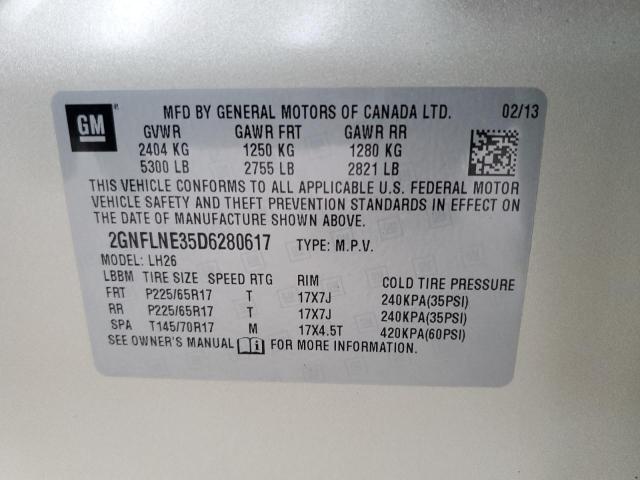 GM
MFD BY GENERAL MOTORS OF CANADA LTD. 02/13
GVWR GAWR FRT GAWR RR
2404 KG 1250 KG 1280 KG
5300 LB 2755 LB 2821 LB
THIS VEHICLE CONFORMS TO ALL APPLICABLE U.S. FEDERAL MOTOR
VEHICLE SAFETY AND THEFT PREVENTION STANDARDS IN EFFECT ON
THE DATE OF MANUFACTURE SHOWN ABOVE.
2GNFLNE35D6280617 TYPE: M.P.V.
MODEL: LH26
LBBM TIRE SIZE SPEED RTG RIM COLD TIRE PRESSURE
FRT P225/65R17 T 17X7J 240KPA(35PSI)
RR P225/65R17 T 17X7J 240KPA(35PSI)
SPA T145/70R17 M 17X4.5T 420KPA(60PSI)
SEE OWNER'S MANUAL i FOR MORE INFORMATION.